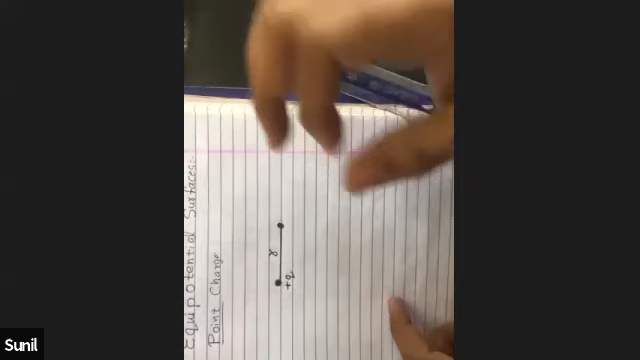 Equipotential Surfaces:
Point Charge
r
+q
Sunil